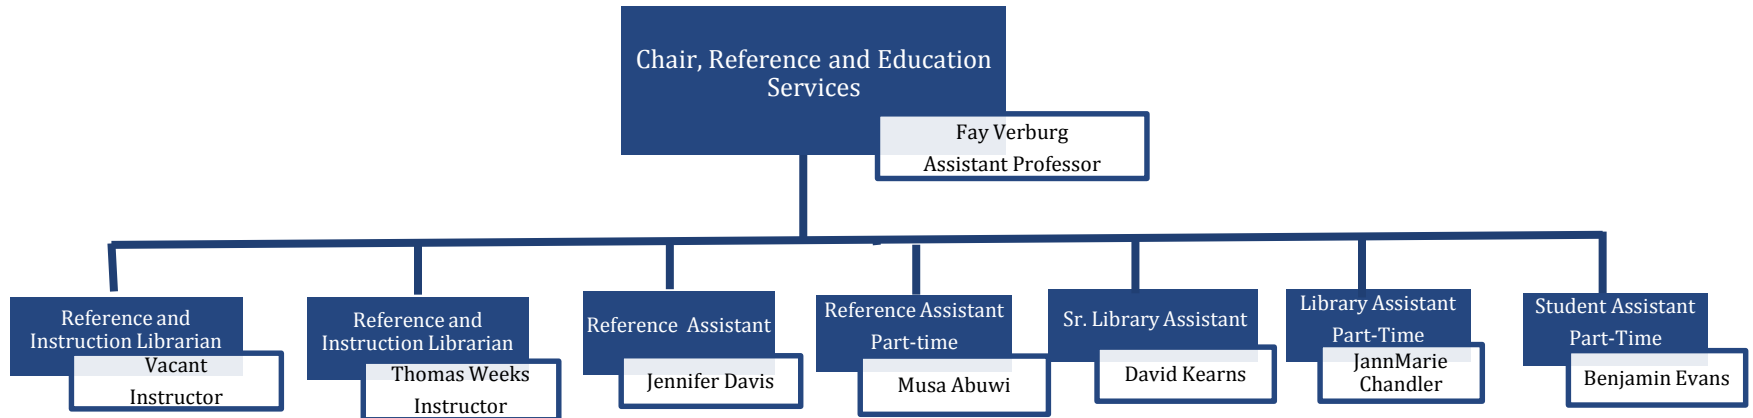 Chair, Reference and Education
Services
Fay Verburg
Assistant Professor
Reference and
Instruction Librarian
Vacant
Instructor
Reference and
Instruction Librarian
Thomas Weeks
Instructor
Reference Assistant
Jennifer Davis
Reference Assistant
Part-time
Musa Abuwi
Sr. Library Assistant
David Kearns
Library Assistant
Part-Time
JannMarie
Chandler
Student Assistant
Part-Time
Benjamin Evans